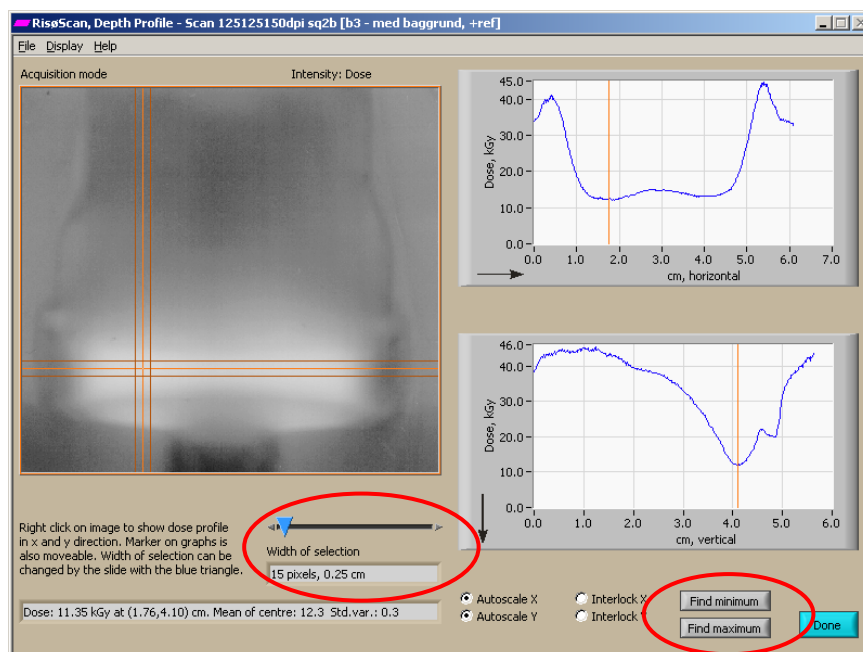 RisøScan, Depth Profile - Scan 125125150dpi sq2b [b3 - med baggrund, +ref]
File Display Help
Acquisition mode
Intensity: Dose
45.0
40.0
30.0
20.0
10.0
0.0
Dose, kGy
0.0 1.0 2.0 3.0 4.0 5.0 6.0 7.0
cm, horizontal
46.0
40.0
30.0
20.0
10.0
0.0
Dose, kGy
0.0 1.0 2.0 3.0 4.0 5.0 6.0
cm, vertical
Right click on image to show dose profile
in x and y direction. Marker on graphs is
also moveable. Width of selection can be
changed by the slide with the blue triangle.
Width of selection
15 pixels, 0.25 cm
Dose: 11.35 kGy at (1.76,4.10) cm. Mean of centre: 12.3 Std.var.: 0.3
Autoscale X
Interlock X
Autoscale Y
Interlock Y
Find minimum
Find maximum
Done